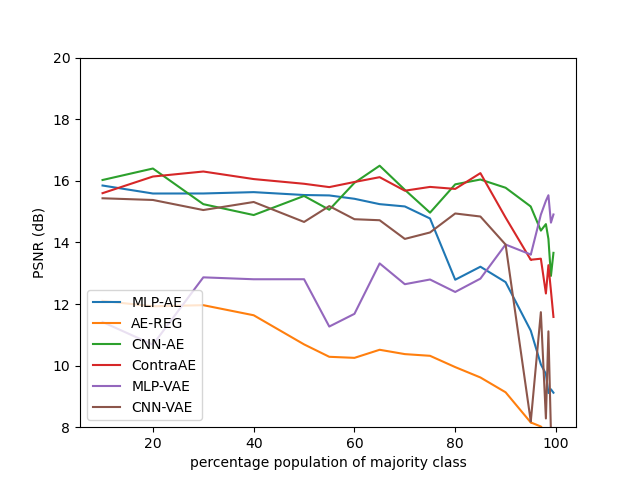 20
18
16
14
12
10
8
PSNR (dB)
MLP-AE
AE-REG
CNN-AE
ContraAE
MLP-VAE
CNN-VAE
20 40 60 80 100
percentage population of majority class